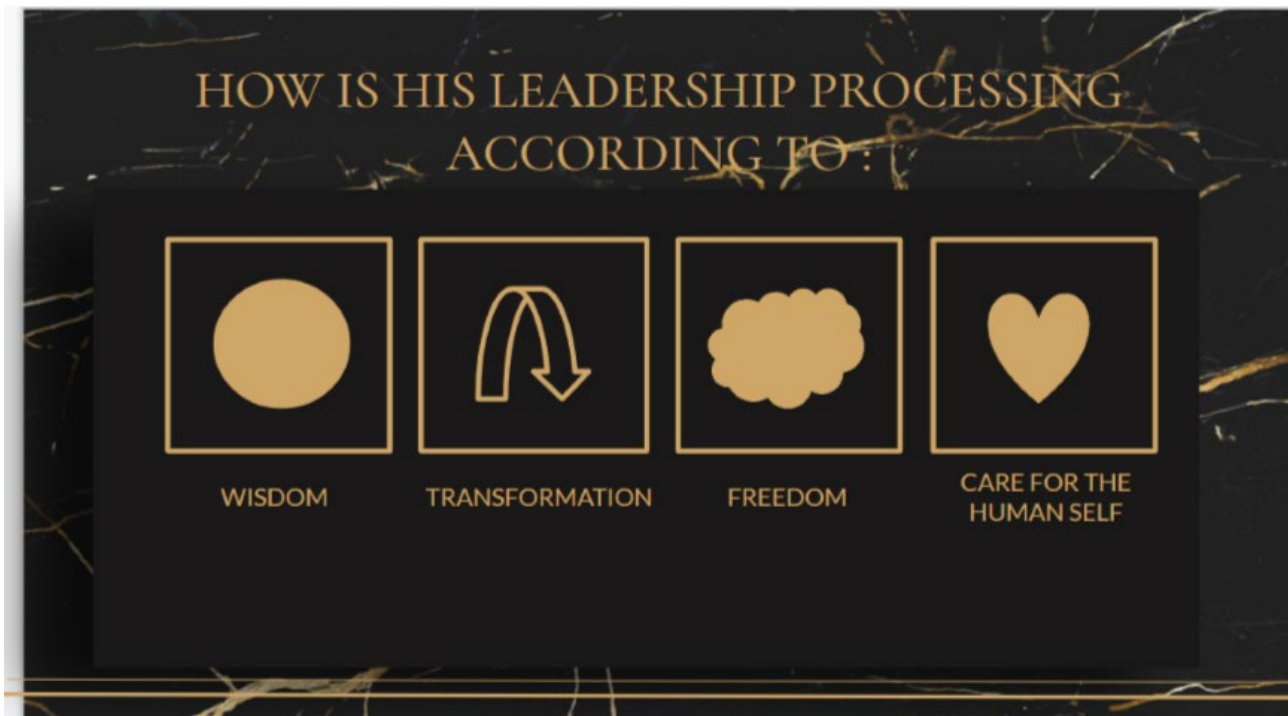 HOW IS HIS LEADERSHIP PROCESSING
ACCORDING TO :
WISDOM
TRANSFORMATION
FREEDOM
CARE FOR THE
HUMAN SELF